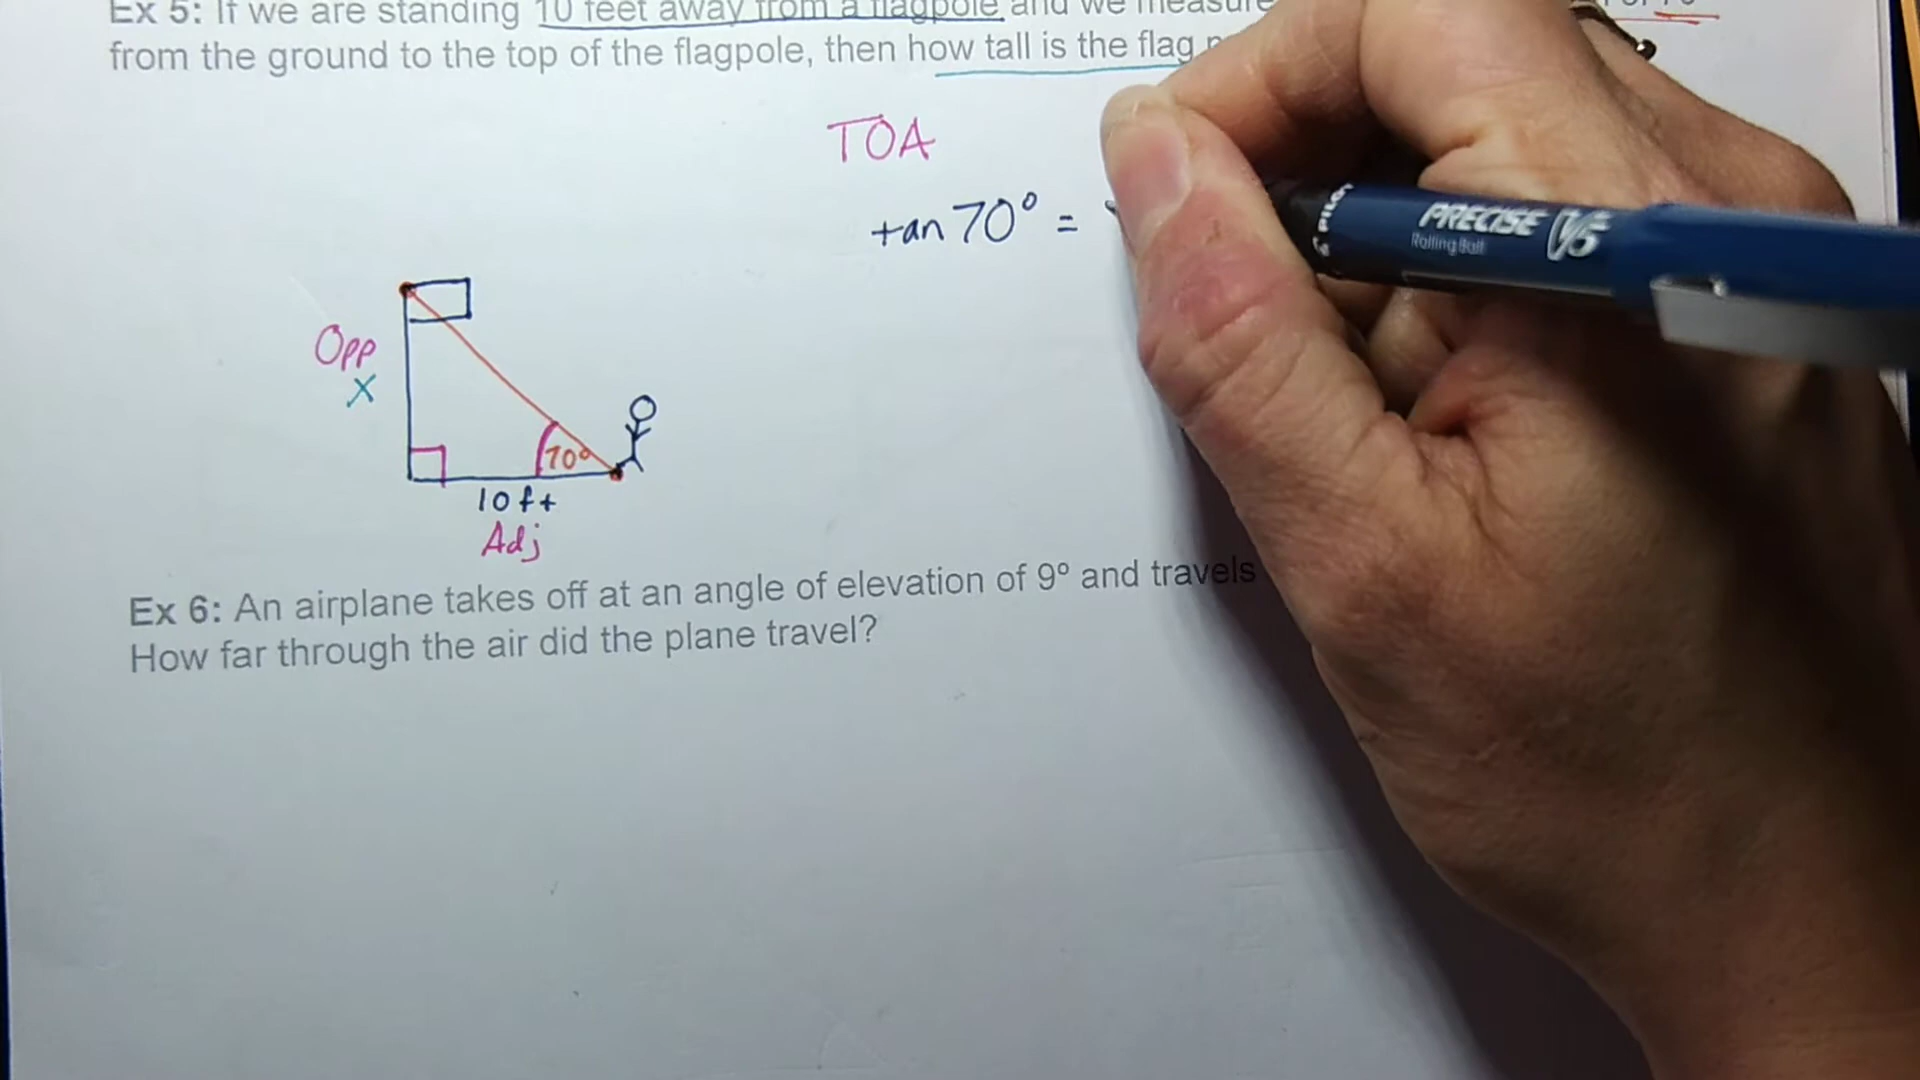 Ex 5: If we are standing 10 feet away from a flagpole and we measure
from the ground to the top of the flagpole, then how tall is the flag
TOA
tan 70° =
PILOT
PRECISE V5
Rolling Ball
Opp
X
70°
10ft
Adj
Ex 6: An airplane takes off at an angle of elevation of 9° and travels
How far through the air did the plane travel?